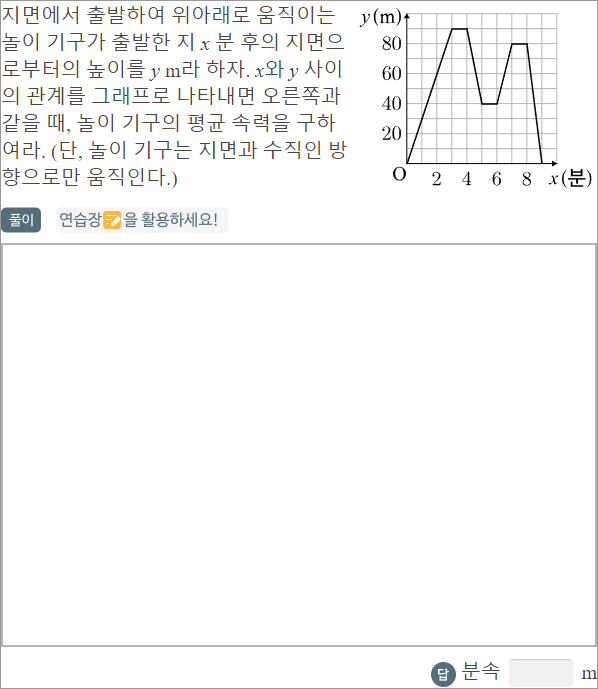 지면에서 출발하여 위아래로 움직이는
놀이 기구가 출발한 지 x 분 후의 지면으
로부터의 높이를 y m라 하자. x와 y 사이
의 관계를 그래프로 나타내면 오른쪽과
같을 때, 놀이 기구의 평균 속력을 구하
여라. (단, 놀이 기구는 지면과 수직인 방
향으로만 움직인다.)
y(m)
80
60
40
20
O 2 4 6 8 x(분)
풀이 연습장을 활용하세요!
답 분속 m